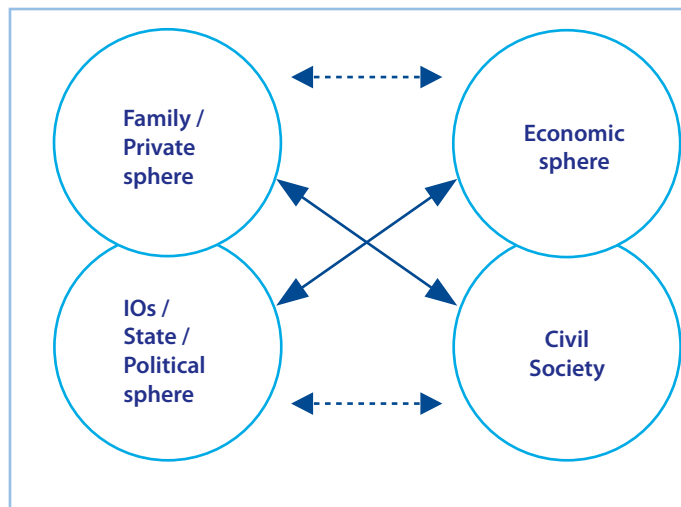 Family /
Private
sphere
Economic
sphere
IOs /
State /
Political
sphere
Civil
Society